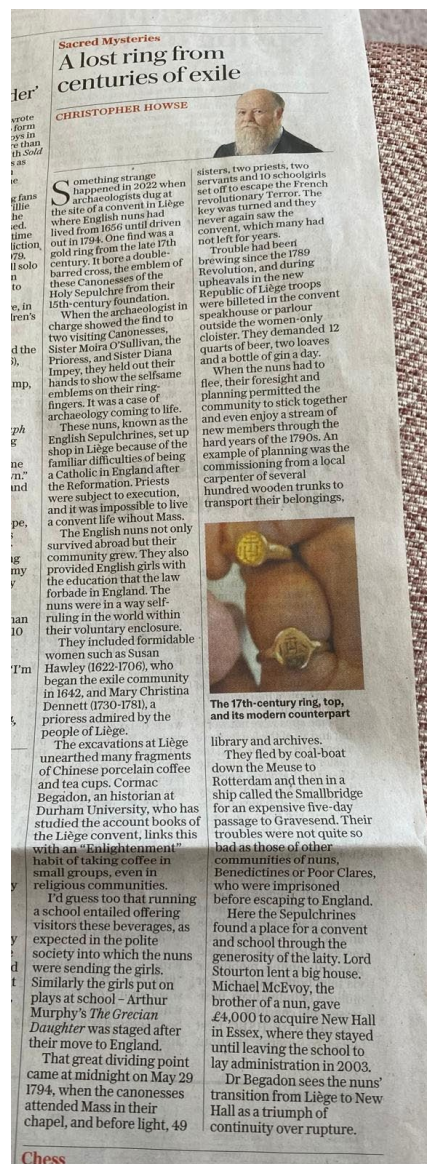 Sacred Mysteries
A lost ring from
centuries of exile
CHRISTOPHER HOWSE
Something strange
happened in 2022 when
archaeologists dug at
the site of a convent in Liège
where English nuns had
lived from 1656 until driven
out in 1794. One find was a
gold ring from the late 17th
century. It bore a double-
barred cross, the emblem of
these Canonesses of the
Holy Sepulchre from their
15th-century foundation.
When the archaeologist in
charge showed the find to
two visiting Canonesses,
Sister Moira O'Sullivan, the
Prioress, and Sister Diana
Impey, they held out their
hands to show the selfsame
emblems on their ring-
fingers. It was a case of
archaeology coming to life.
These nuns, known as the
English Sepulchrines, set up
shop in Liège because of the
familiar difficulties of being
a Catholic in England after
the Reformation. Priests
were subject to execution,
and it was impossible to live
a convent life wihout Mass.
The English nuns not only
survived abroad but their
community grew. They also
provided English girls with
the education that the law
forbade in England. The
nuns were in a way self-
ruling in the world within
their voluntary enclosure.
They included formidable
women such as Susan
Hawley (1622-1706), who
began the exile community
in 1642, and Mary Christina
Dennett (1730-1781), a
prioress admired by the
people of Liège.
The excavations at Liège
unearthed many fragments
of Chinese porcelain coffee
and tea cups. Cormac
Begadon, an historian at
Durham University, who has
studied the account books of
the Liège convent, links this
with an "Enlightenment"
habit of taking coffee in
small groups, even in
religious communities.
I'd guess too that running
a school entailed offering
visitors these beverages, as
expected in the polite
society into which the nuns
were sending the girls.
Similarly the girls put on
plays at school – Arthur
Murphy's The Grecian
Daughter was staged after
their move to England.
That great dividing point
came at midnight on May 29
1794, when the canonesses
attended Mass in their
chapel, and before light, 49
sisters, two priests, two
servants and 10 schoolgirls
set off to escape the French
revolutionary Terror. The
key was turned and they
never again saw the
convent, which many had
not left for years.
Trouble had been
brewing since the 1789
Revolution, and during
upheavals in the new
Republic of Liège troops
were billeted in the convent
speakhouse or parlour
outside the women-only
cloister. They demanded 12
quarts of beer, two loaves
and a bottle of gin a day.
When the nuns had to
flee, their foresight and
planning permitted the
community to stick together
and even enjoy a stream of
new members through the
hard years of the 1790s. An
example of planning was the
commissioning from a local
carpenter of several
hundred wooden trunks to
transport their belongings,
The 17th-century ring, top,
and its modern counterpart
library and archives.
They fled by coal-boat
down the Meuse to
Rotterdam and then in a
ship called the Smallbridge
for an expensive five-day
passage to Gravesend. Their
troubles were not quite so
bad as those of other
communities of nuns,
Benedictines or Poor Clares,
who were imprisoned
before escaping to England.
Here the Sepulchrines
found a place for a convent
and school through the
generosity of the laity. Lord
Stourton lent a big house.
Michael McEvoy, the
brother of a nun, gave
£4,000 to acquire New Hall
in Essex, where they stayed
until leaving the school to
lay administration in 2003.
Dr Begadon sees the nuns'
transition from Liège to New
Hall as a triumph of
continuity over rupture.
Chess